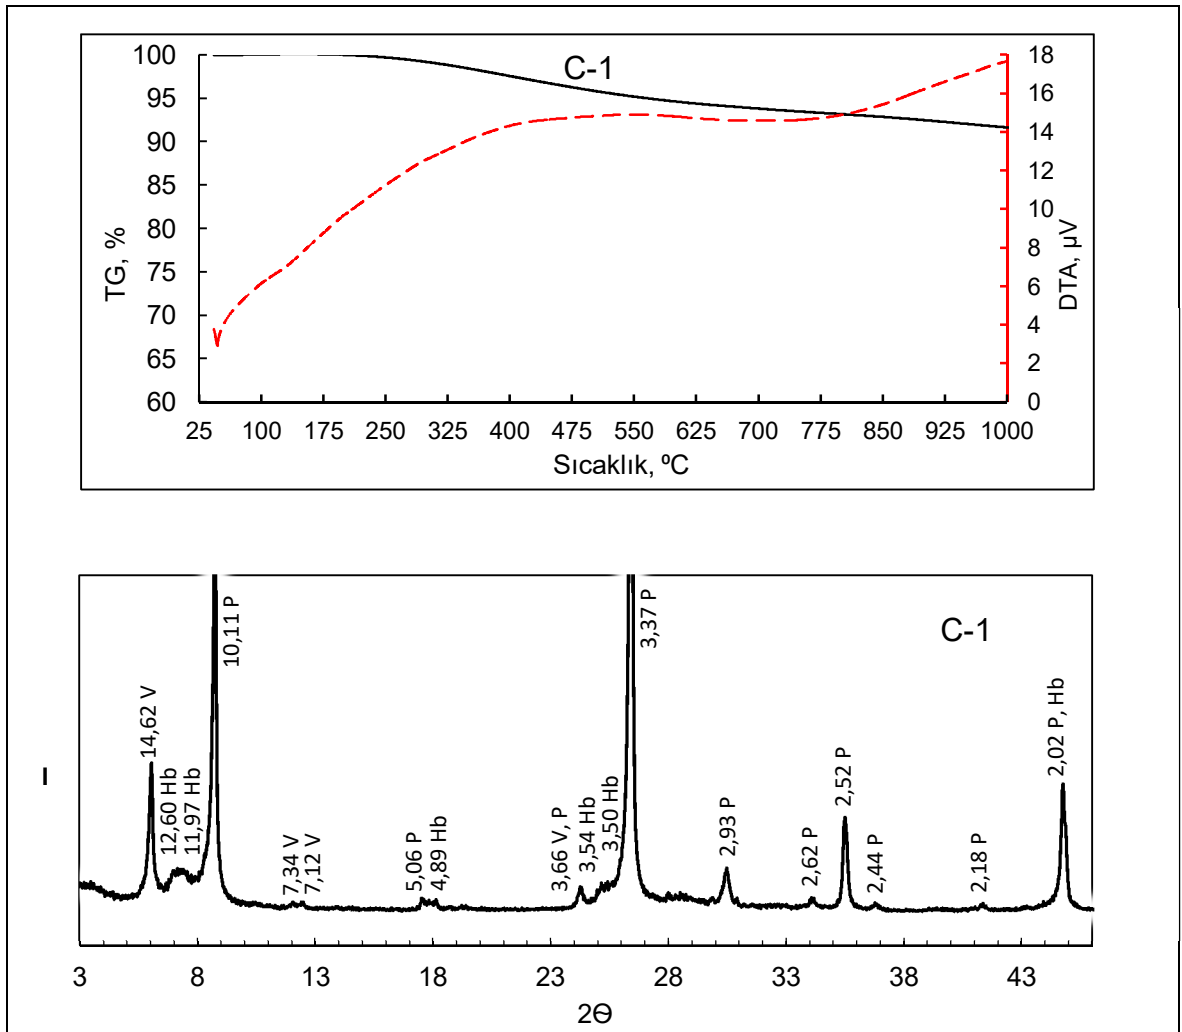 C-1
100
95
90
85
80
75
70
65
60
TG, %
18
16
14
12
10
8
6
4
2
0
DTA, µV
25 100 175 250 325 400 475 550 625 700 775 850 925 1000
Sıcaklık, ºC
C-1
I
14,62 V
12,60 Hb
11,97 Hb
10,11 P
7,34 V
7,12 V
5,06 P
4,89 Hb
3,66 V, P
3,54 Hb
3,50 Hb
3,37 P
2,93 P
2,62 P
2,52 P
2,44 P
2,18 P
2,02 P, Hb
3 8 13 18 23 28 33 38 43
2ϴ